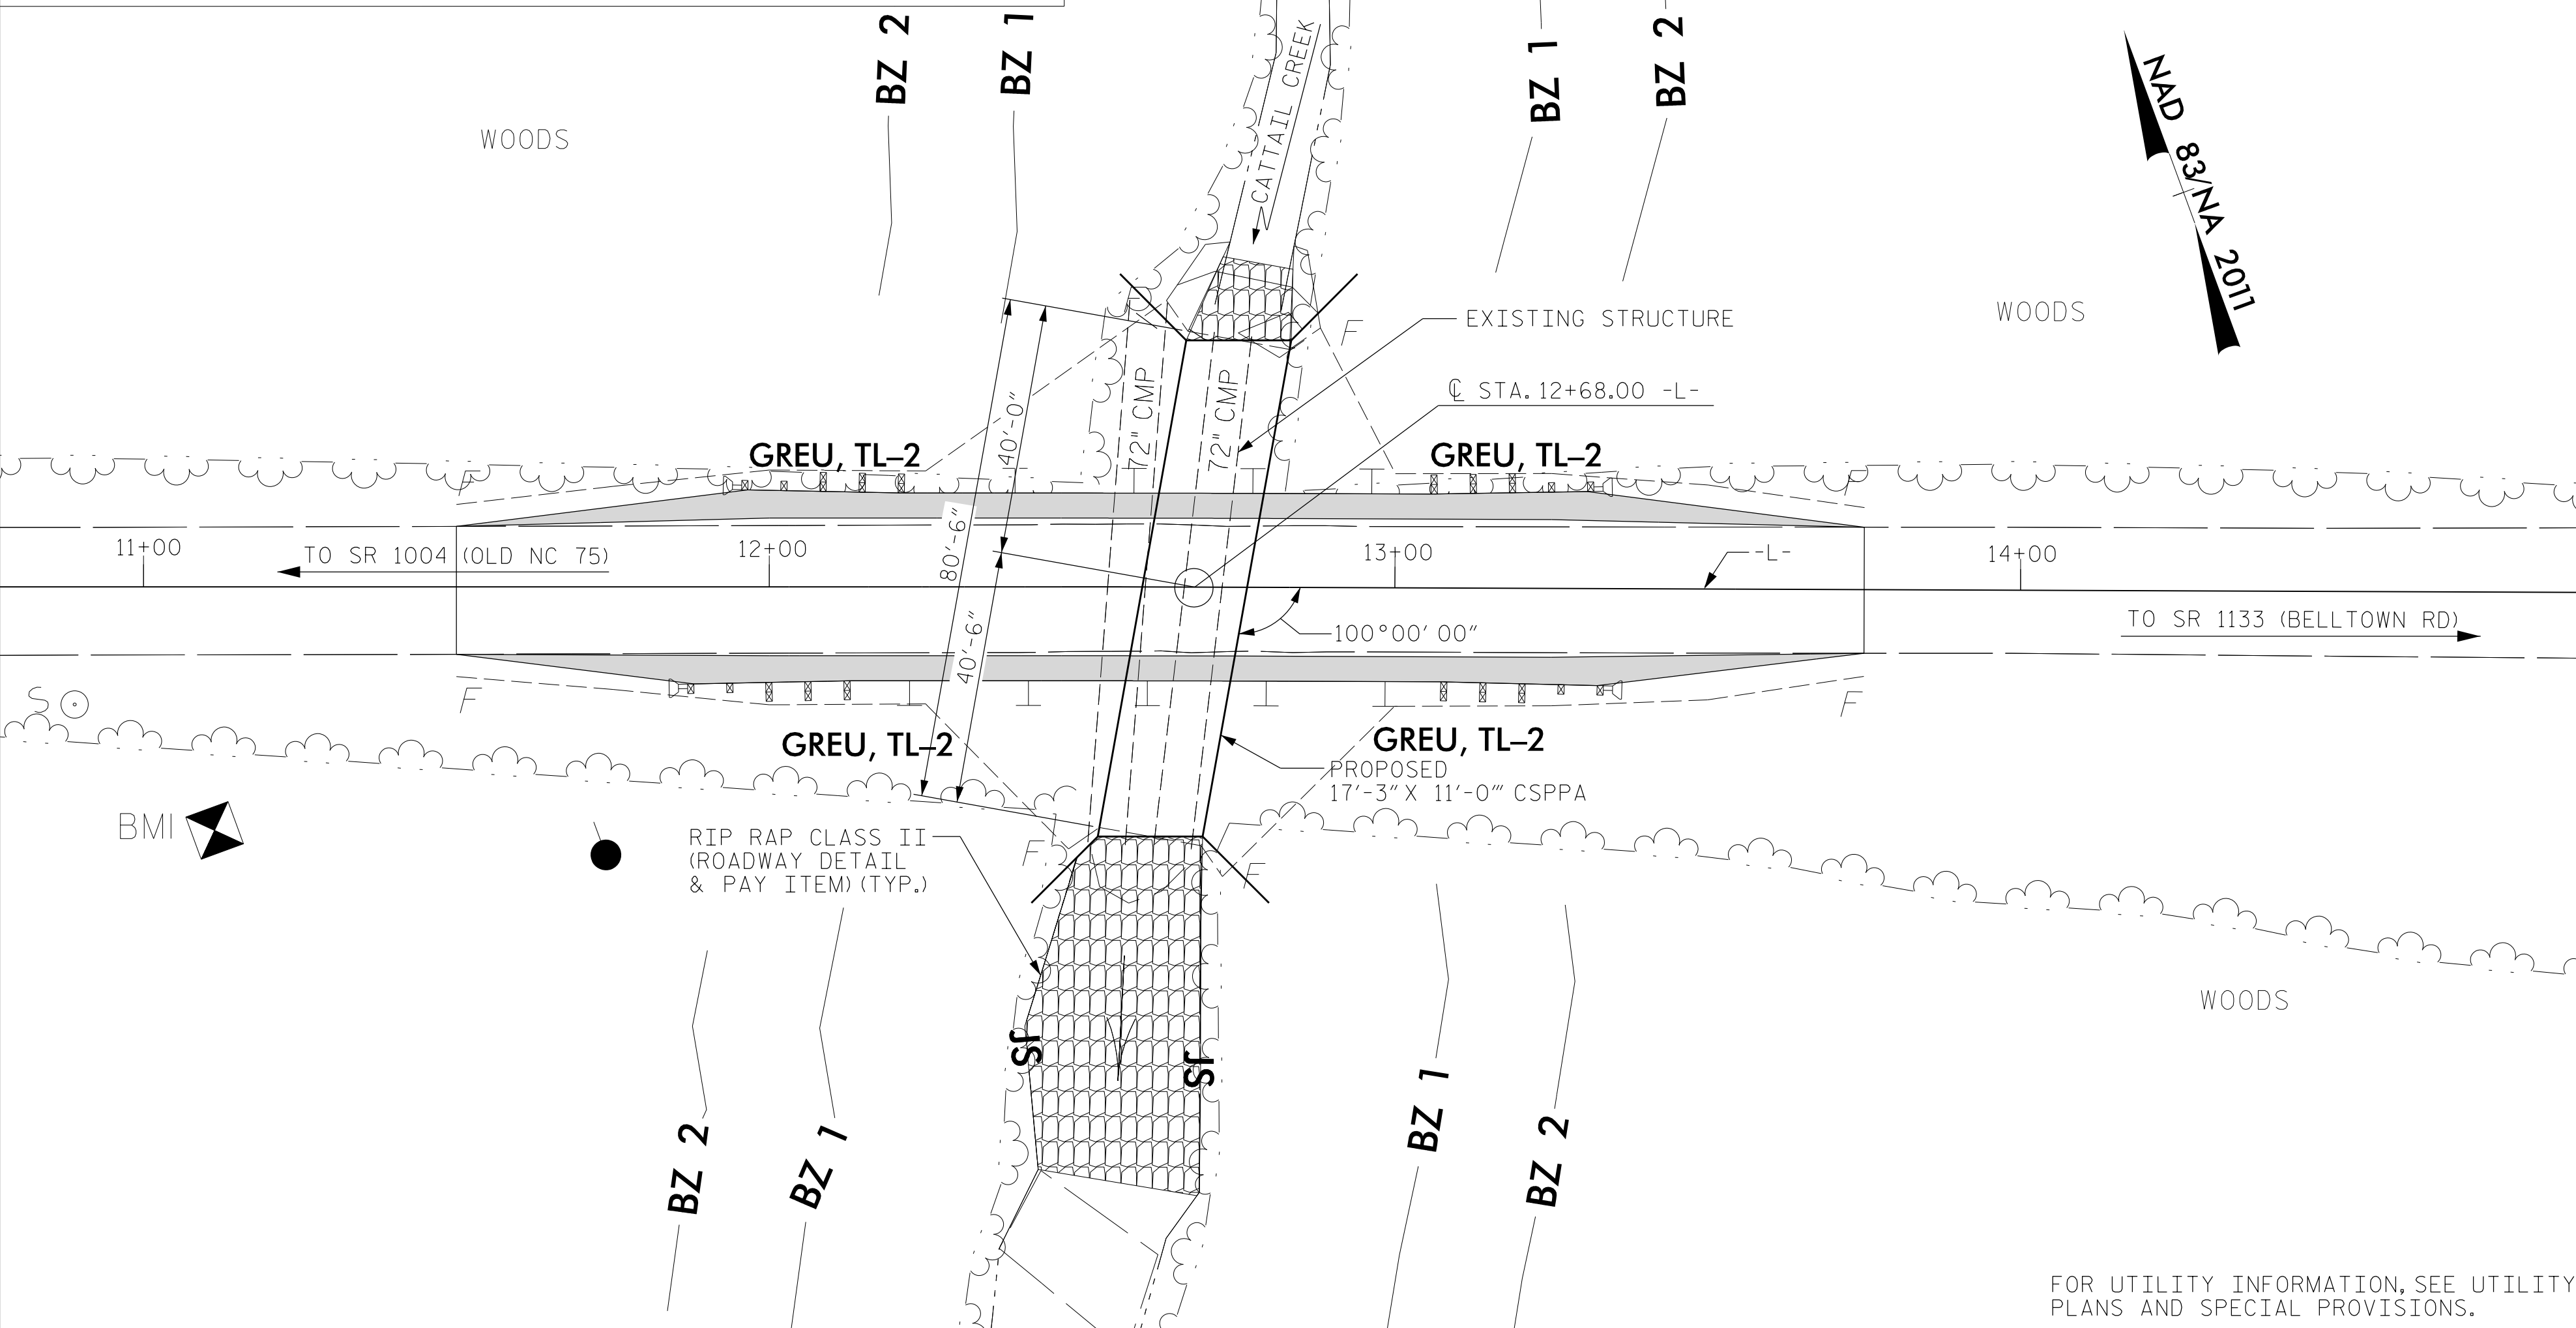 BZ 2
BZ 1
CATTAIL CREEK
BZ 1
BZ 2
NAD 83/NA 2011
WOODS
WOODS
EXISTING STRUCTURE
F
F
℄ STA. 12+68.00 -L-
72" CMP
72" CMP
40'-0"
GREU, TL–2
GREU, TL–2
F
F
80'-6"
11+00
12+00
13+00
14+00
TO SR 1004 (OLD NC 75)
-L-
TO SR 1133 (BELLTOWN RD)
100°00'00"
40'-6"
S
F
F
GREU, TL–2
GREU, TL–2
PROPOSED
17'-3" X 11'-0"' CSPPA
BM1
RIP RAP CLASS II
(ROADWAY DETAIL
& PAY ITEM) (TYP.)
F
F
WOODS
JS
JS
BZ 2
BZ 1
BZ 1
BZ 2
FOR UTILITY INFORMATION, SEE UTILITY
PLANS AND SPECIAL PROVISIONS.